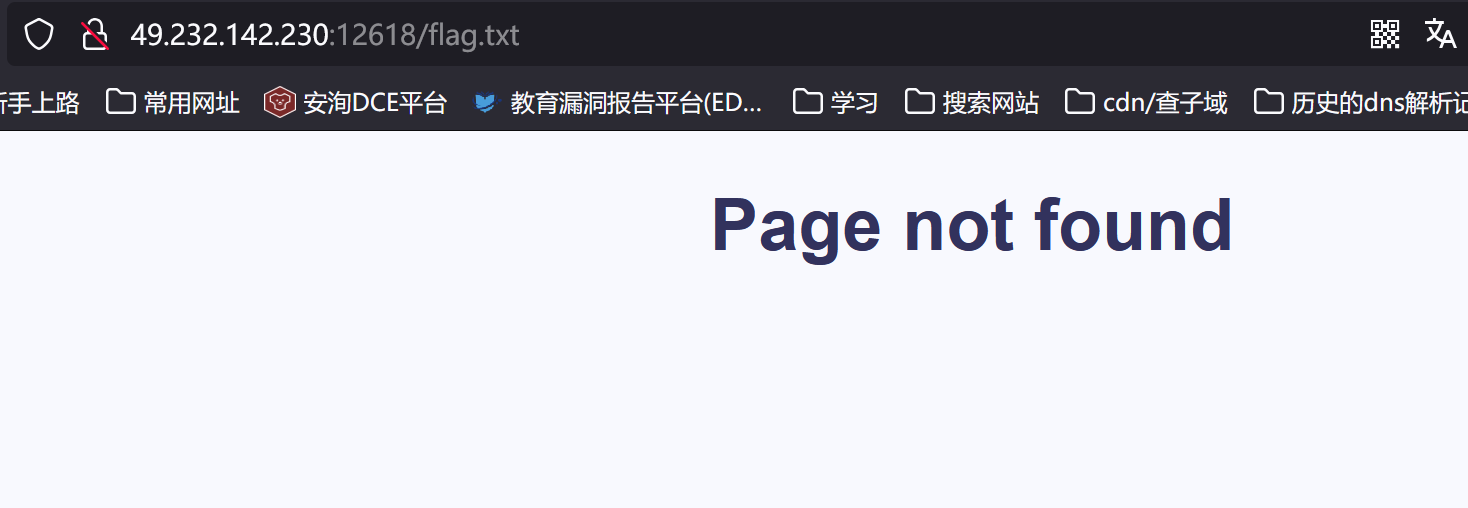 49.232.142.230:12618/flag.txt
手上路 常用网址 安洵DCE平台 教育漏洞报告平台(ED... 学习 搜索网站 cdn/查子域 历史的dns解析记
Page not found